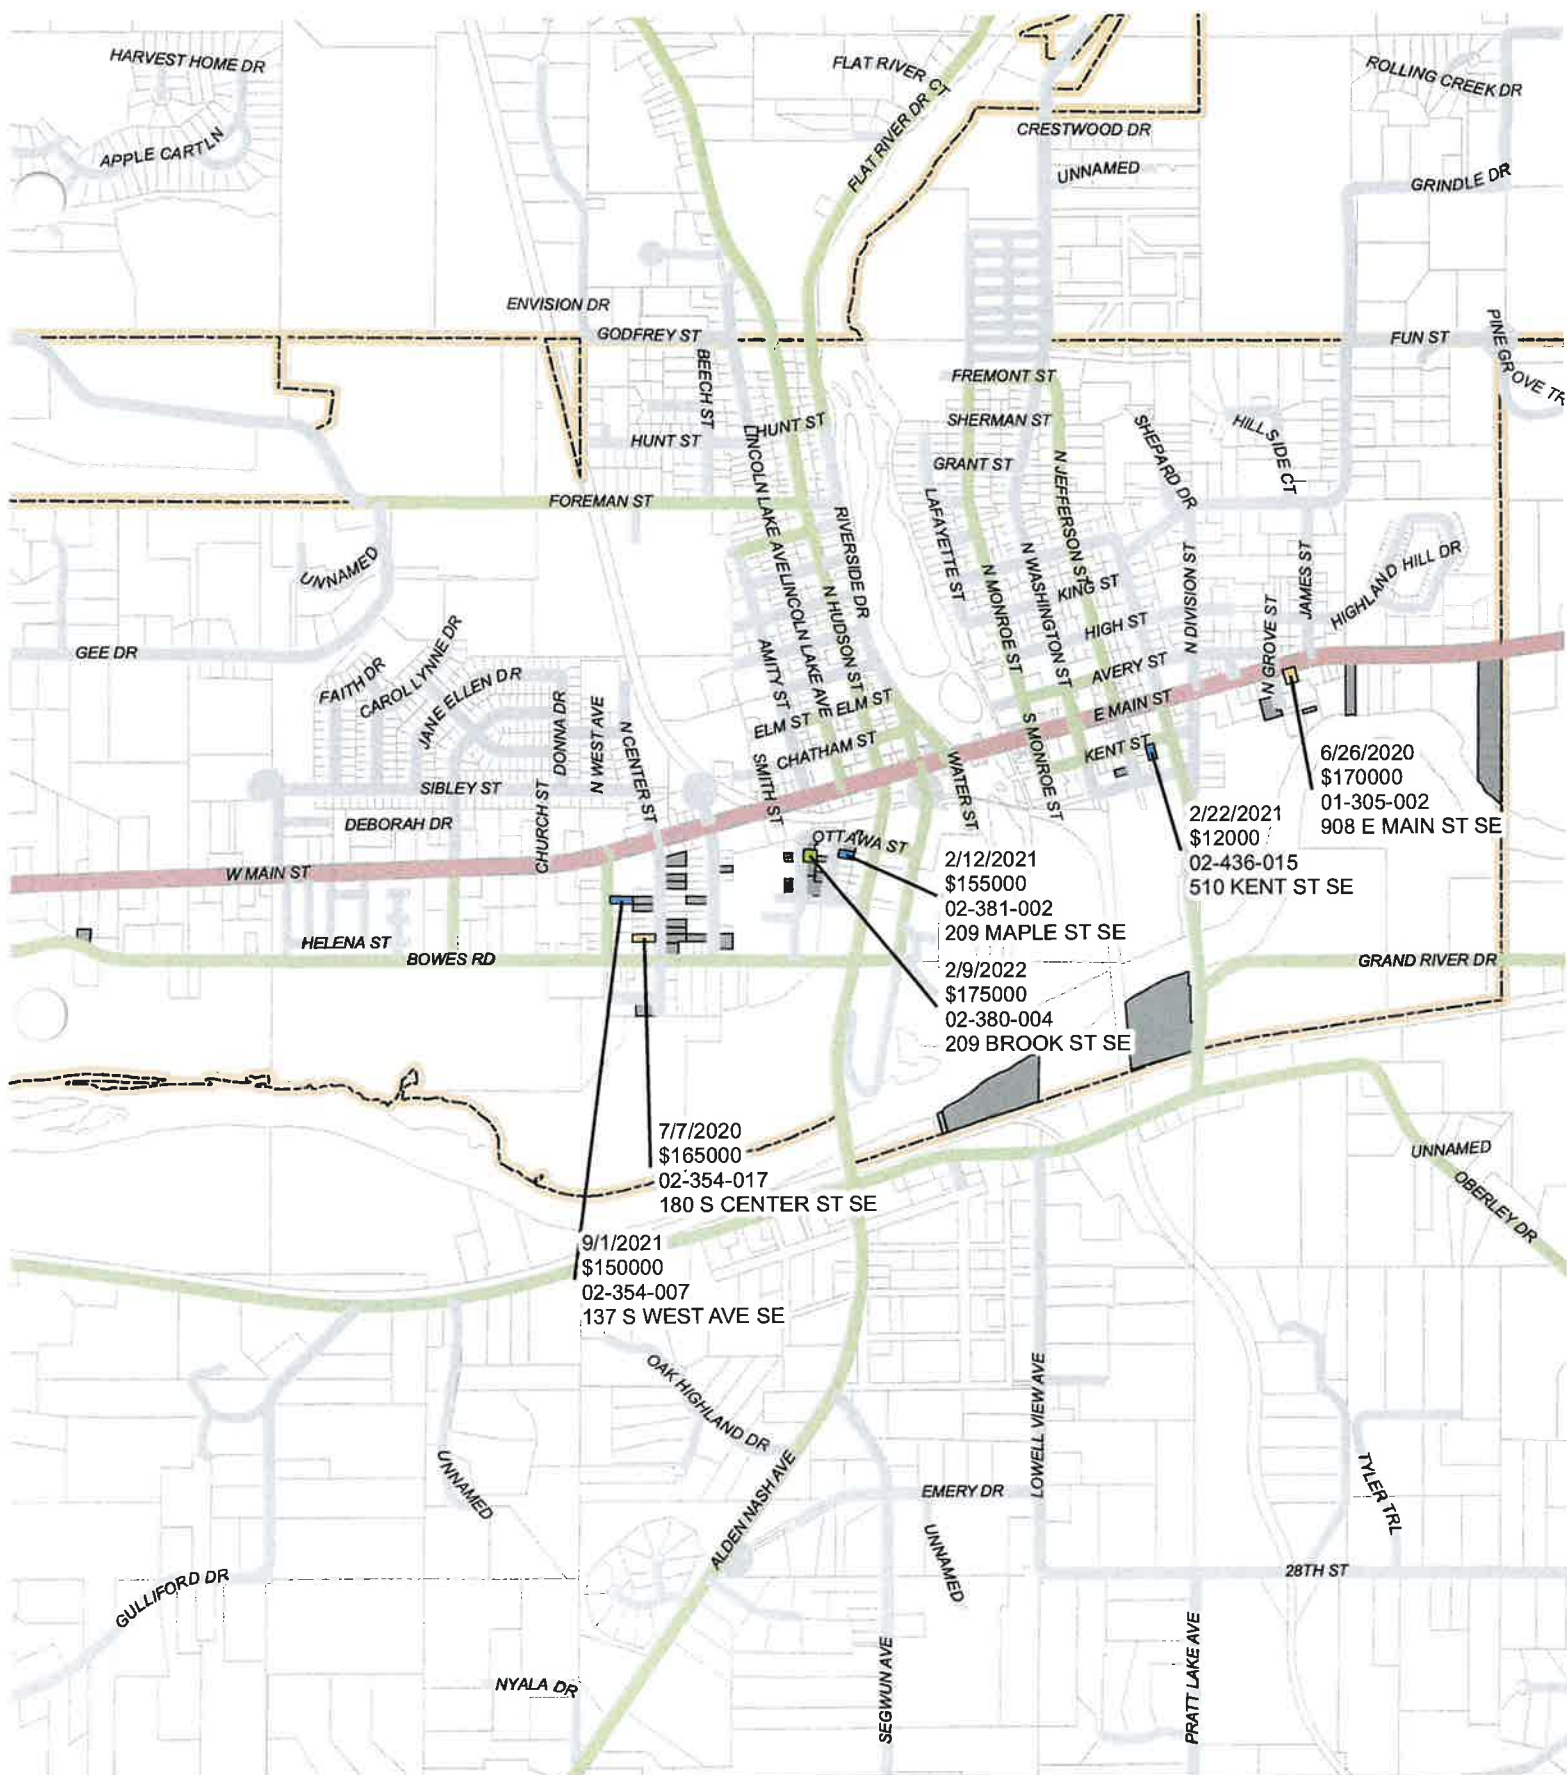 HARVEST HOME DR
FLAT RIVER CT
ROLLING CREEK DR
FLAT RIVER DR
CRESTWOOD DR
APPLE CART LN
UNNAMED
GRINDLE DR
ENVISION DR
GODFREY ST
FUN ST
PINE GROVE TR
BEECH ST
FREMONT ST
HUNT ST
HUNT ST
SHERMAN ST
HILLSIDE CT
SHEPARD DR
GRANT ST
N JEFFERSON ST
LINCOLN LAKE AVE
FOREMAN ST
LAFAYETTE ST
RIVERSIDE DR
UNNAMED
N MONROE ST
N WASHINGTON ST
KING ST
N DIVISION ST
JAMES ST
HIGHLAND HILL DR
LINCOLN LAKE AVE
N HUDSON ST
HIGH ST
N GROVE ST
GEE DR
FAITH DR
CAROL LYNNE DR
JANE ELLEN DR
AMITY ST
AVERY ST
DONNA DR
N WEST AVE
N CENTER ST
ELM ST
ELM ST
E MAIN ST
CHATHAM ST
S MONROE ST
KENT ST
SMITH ST
WATER ST
SIBLEY ST
CHURCH ST
DEBORAH DR
6/26/2020
$170000
01-305-002
908 E MAIN ST SE
2/22/2021
$12000
02-436-015
510 KENT ST SE
OTTAWA ST
W MAIN ST
2/12/2021
$155000
02-381-002
209 MAPLE ST SE
HELENA ST
BOWES RD
GRAND RIVER DR
2/9/2022
$175000
02-380-004
209 BROOK ST SE
7/7/2020
$165000
02-354-017
180 S CENTER ST SE
UNNAMED
OBERLEY DR
9/1/2021
$150000
02-354-007
137 S WEST AVE SE
OAK HIGHLAND DR
LOWELL VIEW AVE
UNNAMED
ALDEN NASH AVE
EMERY DR
TYLER TRL
UNNAMED
28TH ST
GULLIFORD DR
NYALA DR
SEGWUN AVE
PRATT LAKE AVE